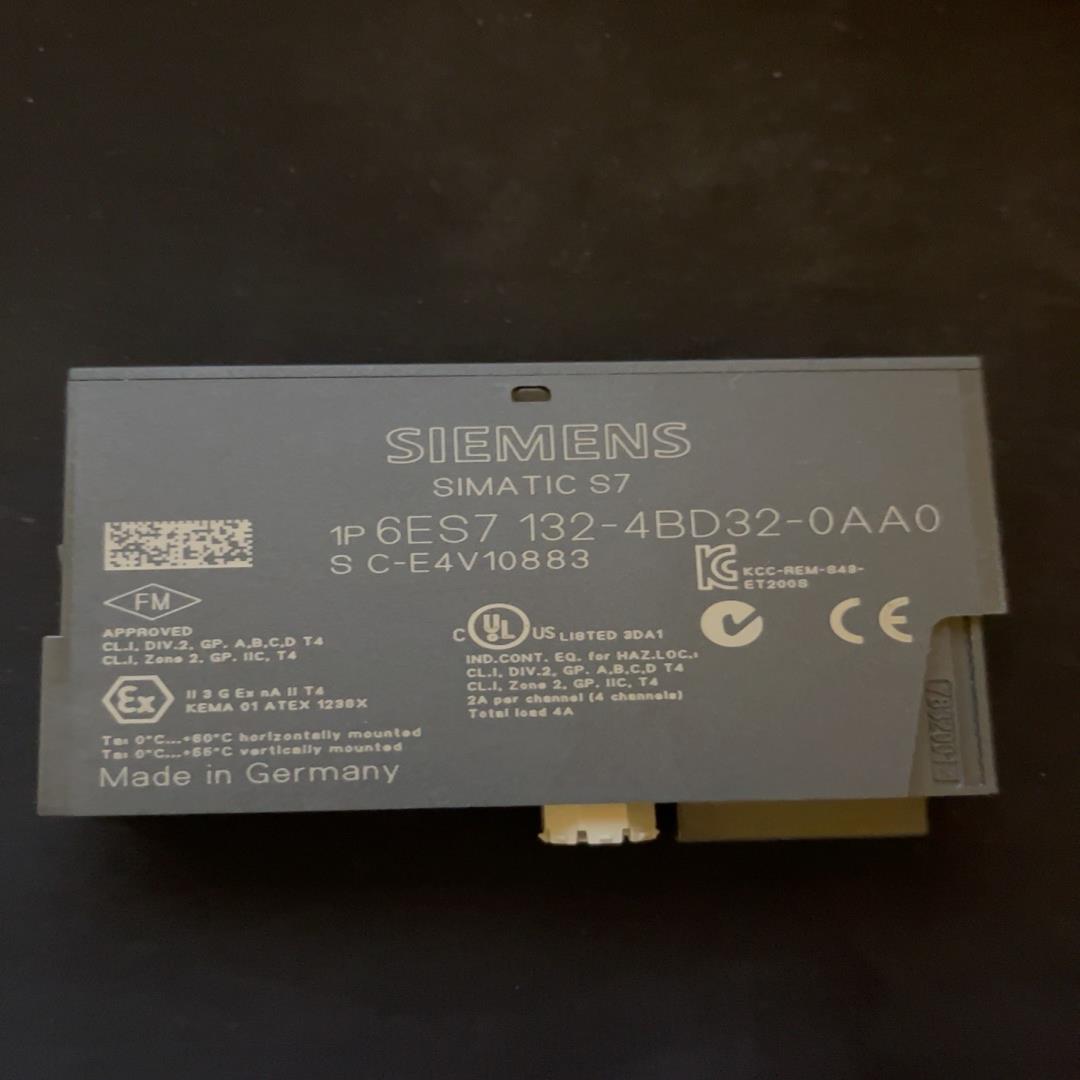 SIEMENS
SIMATIC S7
1P 6ES7 132-4BD32-0AA0
S C-E4V10883
KCC-REM-S49-
ET200S
FM
APPROVED
CL.I, DIV.2, GP. A,B,C,D T4
CL.I, Zone 2, GP. IIC, T4
C UL US LISTED 3DA1
IND.CONT. EQ. for HAZ.LOC.:
CL.I, DIV.2, GP. A,B,C,D T4
CL.I, Zone 2, GP. IIC, T4
2A per channel (4 channels)
Total load 4A
CE
Ex
II 3 G Ex nA II T4
KEMA 01 ATEX 1238X
Ta: 0°C...+60°C horizontally mounted
Ta: 0°C...+55°C vertically mounted
Made in Germany